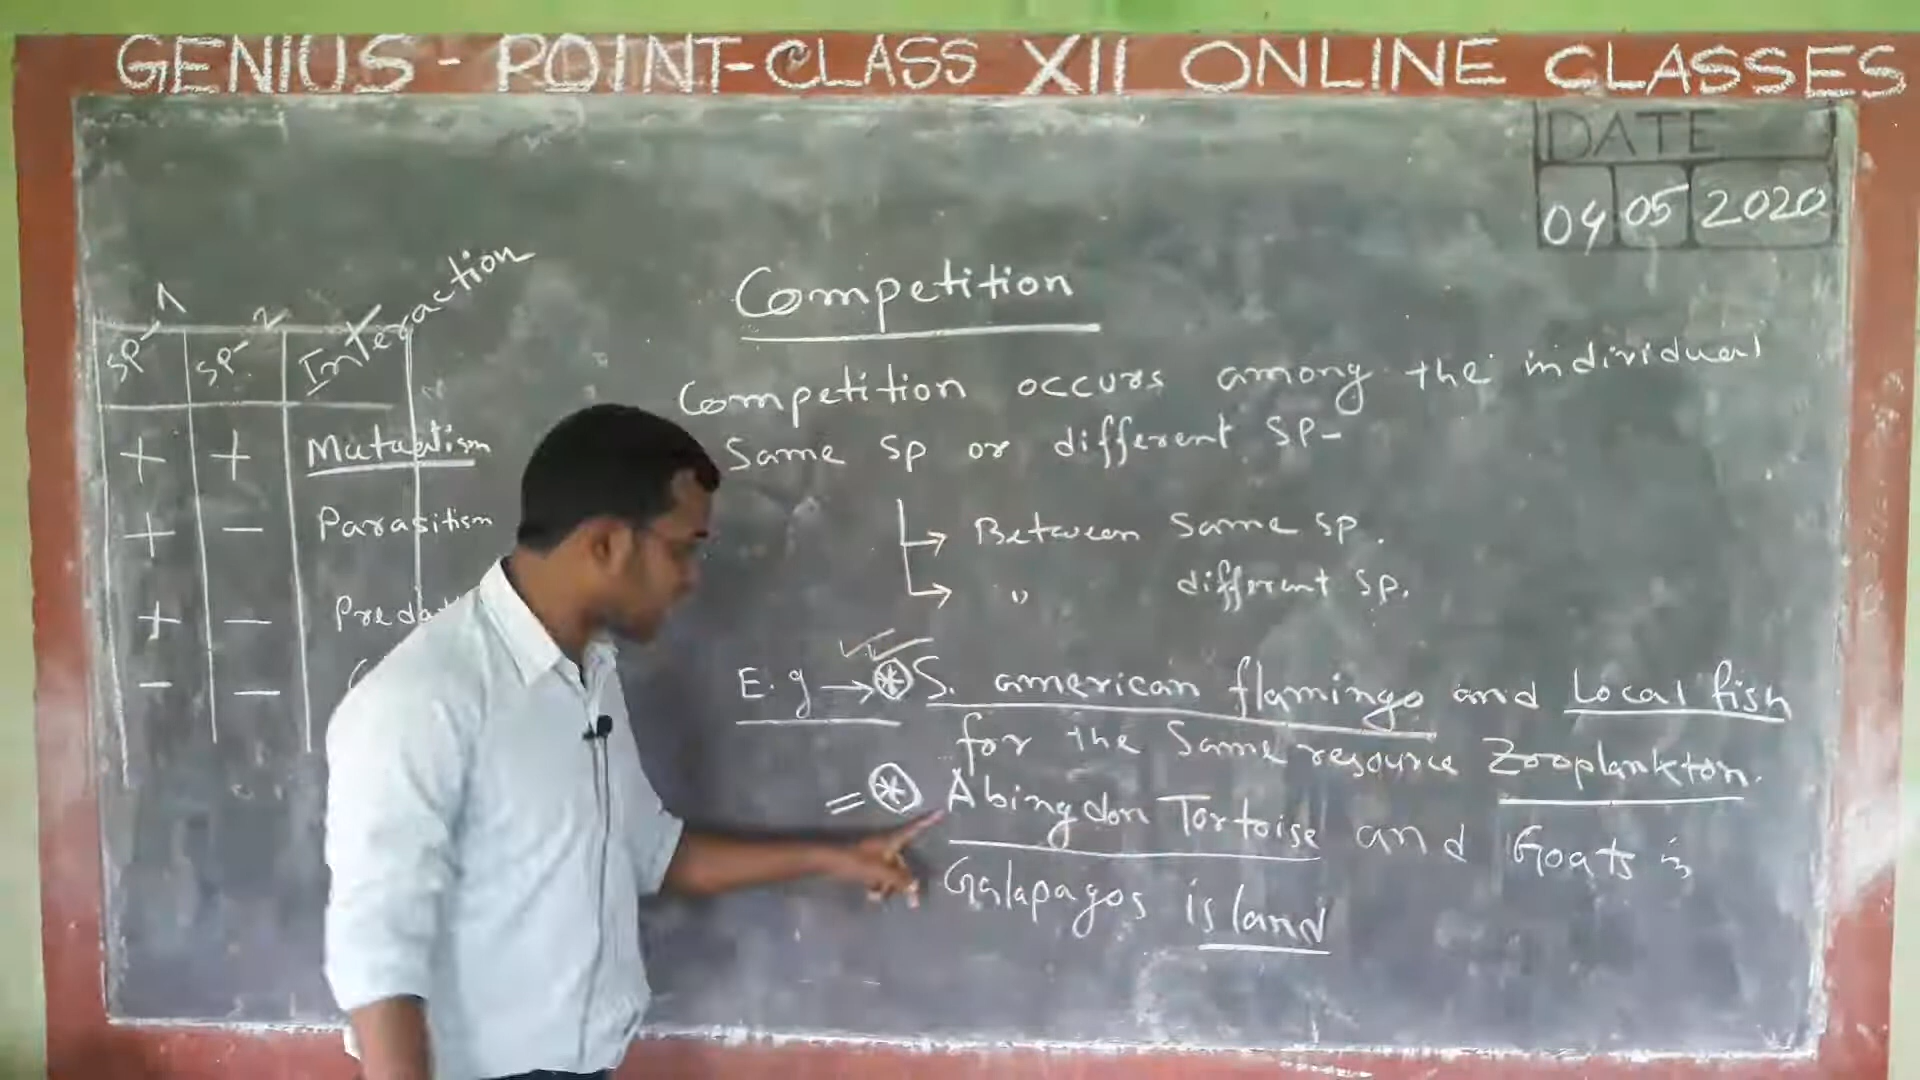 GENIUS - POINT-CLASS XII ONLINE CLASSES
DATE
04 05 2020
SP-1 SP-2 Interaction
+ + Mutualism
+ - Parasitism
+ -
- -
Competition
Competition occurs among the individual
Same sp or different SP-
→ Between Same sp.
→ " different sp.
E.g → S. american flamingo and Local fish
for the Same resource Zooplankton.
= Abingdon Tortoise and Goats
Galapagos island